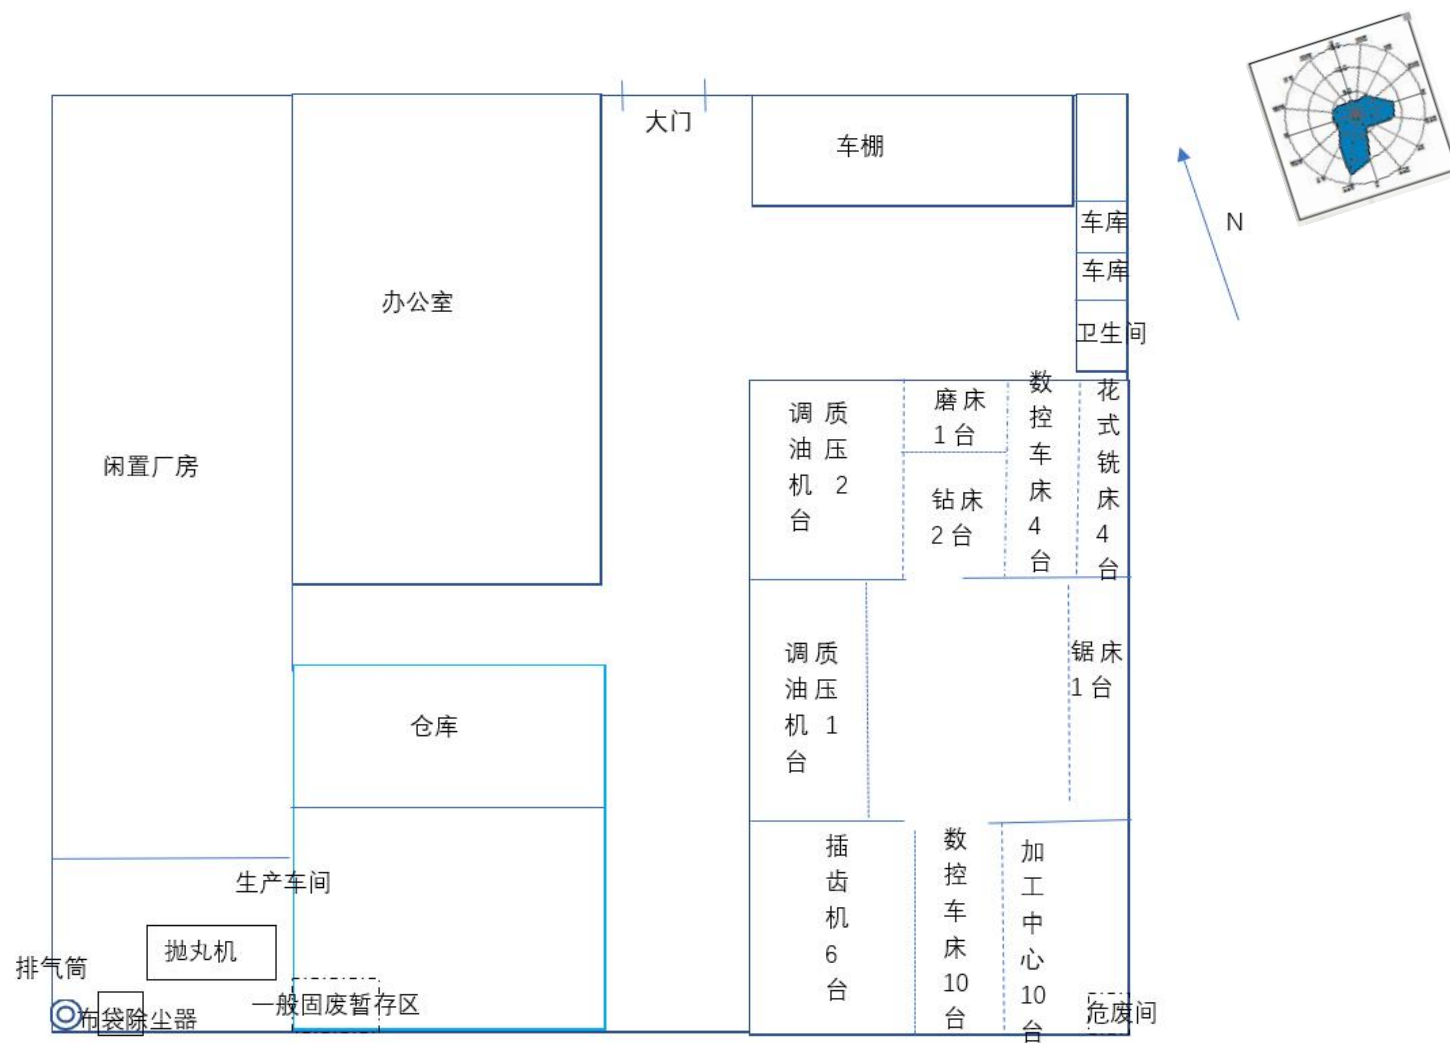 大门
车棚
N
车库
车库
卫生间
办公室
闲置厂房
调 质
油 压
机 2
台
磨 床
1 台
钻 床
2 台
数
控
车
床
4
台
花
式
铣
床
4
台
调 质
油 压
机 1
台
锯 床
1 台
仓库
生产车间
抛丸机
排气筒
布袋除尘器
一般固废暂存区
插
齿
机
6
台
数
控
车
床
10
台
加
工
中
心
10
台
危废间